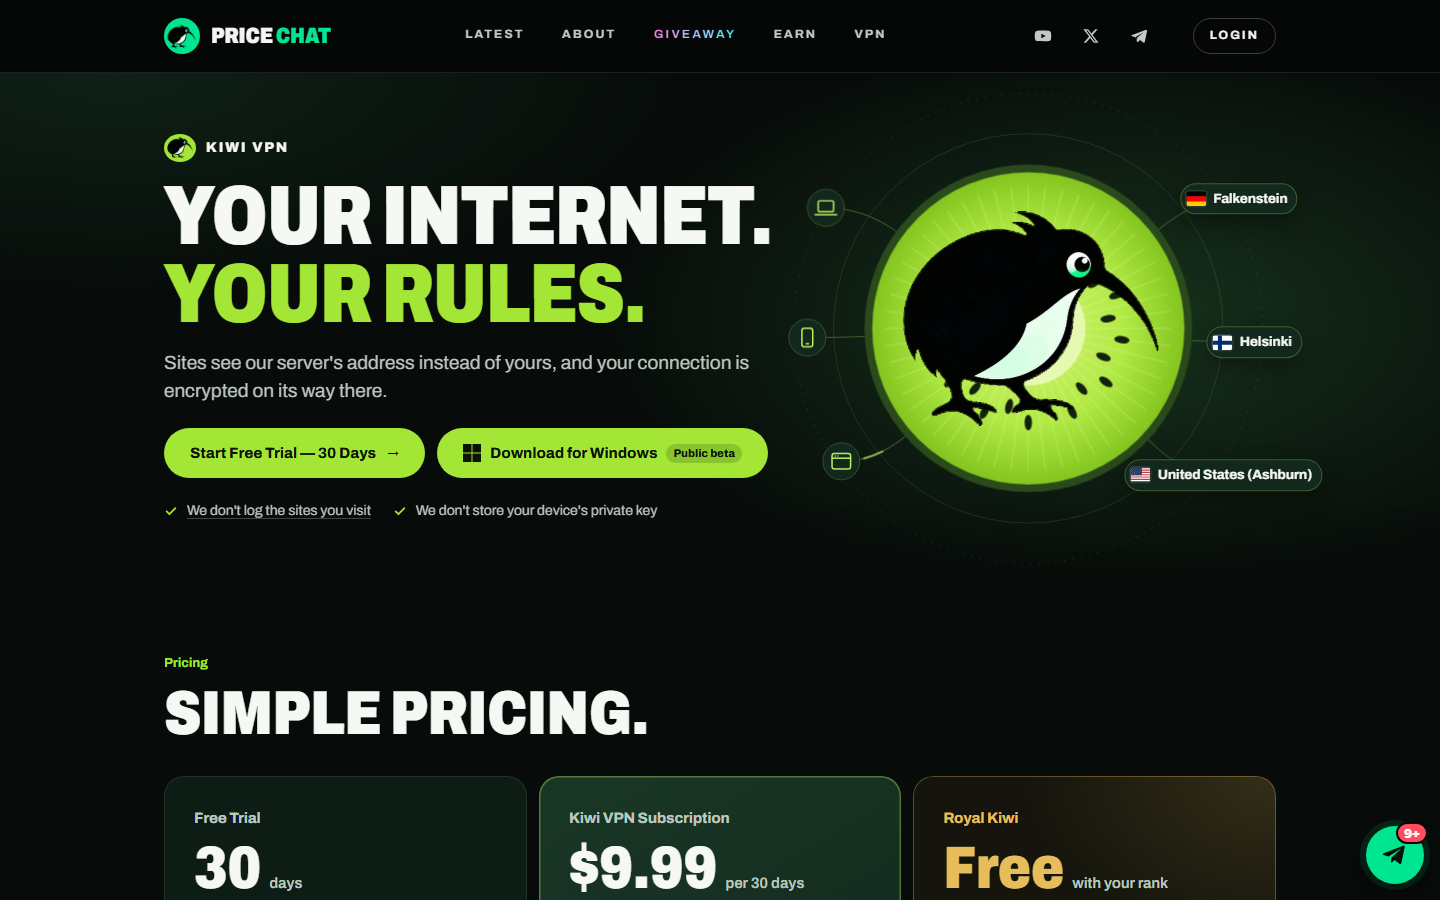 PRICE CHAT
LATEST
ABOUT
GIVEAWAY
EARN
VPN
LOGIN
KIWI VPN
YOUR INTERNET.
YOUR RULES.
Sites see our server's address instead of yours, and your connection is
encrypted on its way there.
Start Free Trial — 30 Days →
Download for Windows Public beta
We don't log the sites you visit
We don't store your device's private key
Falkenstein
Helsinki
United States (Ashburn)
Pricing
SIMPLE PRICING.
Free Trial
30 days
Kiwi VPN Subscription
$9.99 per 30 days
Royal Kiwi
Free with your rank
9+